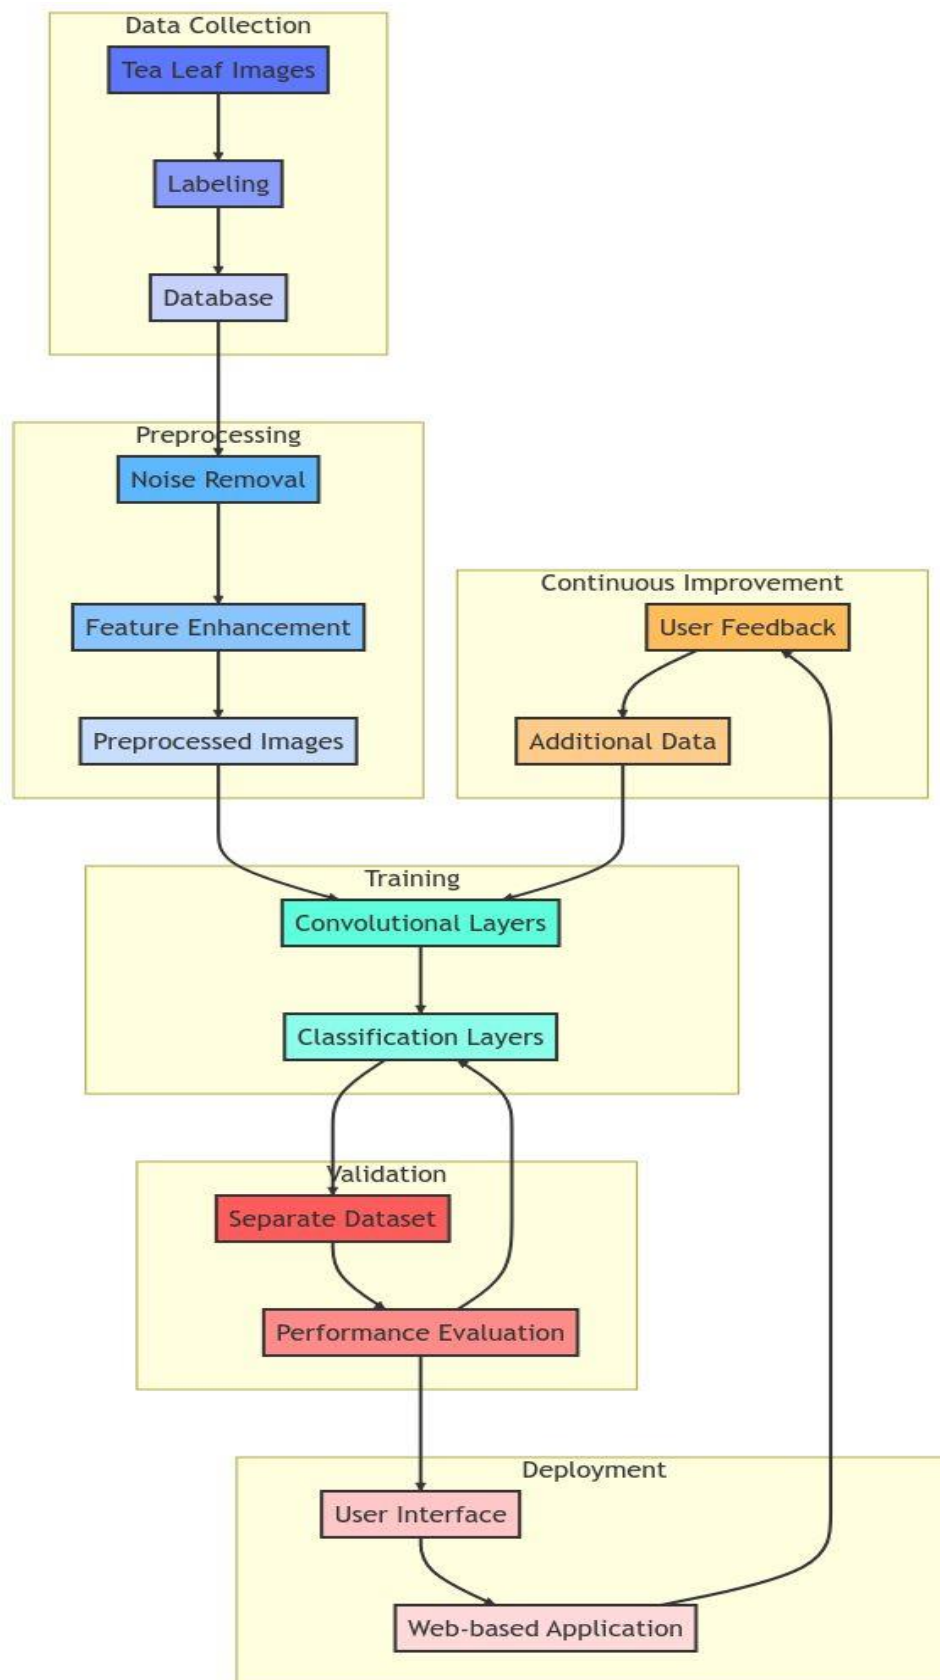 Data Collection
Tea Leaf Images
Labeling
Database
Preprocessing
Noise Removal
Feature Enhancement
Preprocessed Images
Continuous Improvement
User Feedback
Additional Data
Training
Convolutional Layers
Classification Layers
Validation
Separate Dataset
Performance Evaluation
Deployment
User Interface
Web-based Application